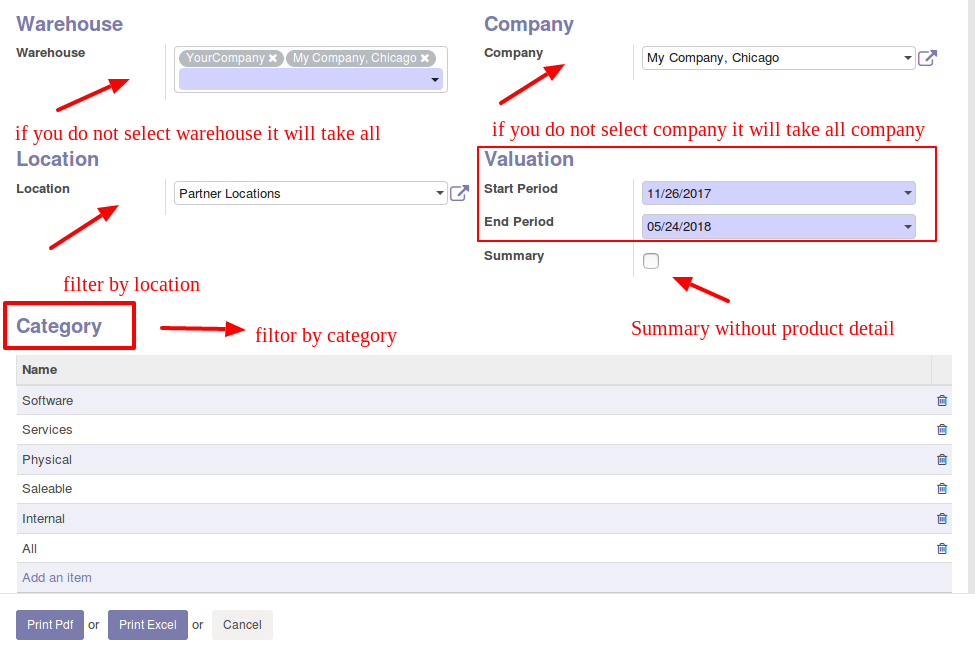 Warehouse
Company
Warehouse
YourCompany ✖ My Company, Chicago ✖
Company
My Company, Chicago
if you do not select warehouse it will take all
if you do not select company it will take all company
Location
Valuation
Location
Partner Locations
Start Period
11/26/2017
End Period
05/24/2018
Summary
filter by location
Category
filtor by category
Summary without product detail
Name
Software
Services
Physical
Saleable
Internal
All
Add an item
Print Pdf or Print Excel or Cancel